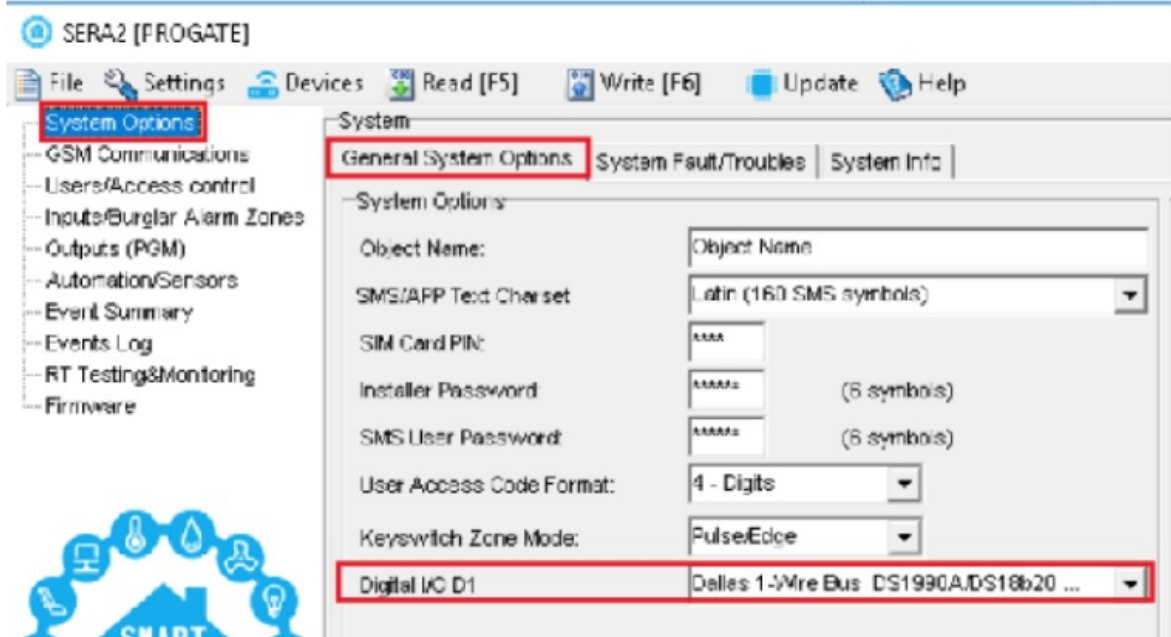 SERA2 [PROGATE]
File Settings Devices Read [F5] Write [F6] Update Help
System Options
GSM Communications
Users/Access control
Inputs/Burglar Alarm Zones
Outputs (PGM)
Automation/Sensors
Event Summary
Events Log
RT Testing&Monitoring
Firmware
System
General System Options System Fault/Troubles System Info
System Options
Object Name: Object Name
SMS/APP Text Charset Latin (160 SMS symbols)
SIM Card PIN: ****
Installer Password ****** (6 symbols)
SMS User Password: ****** (6 symbols)
User Access Code Format: 4 - Digits
Keyswitch Zone Mode: Pulse/Edge
Digital I/O D1 Dallas 1-Wire Bus DS1990A/DS18b20 ...
SMART